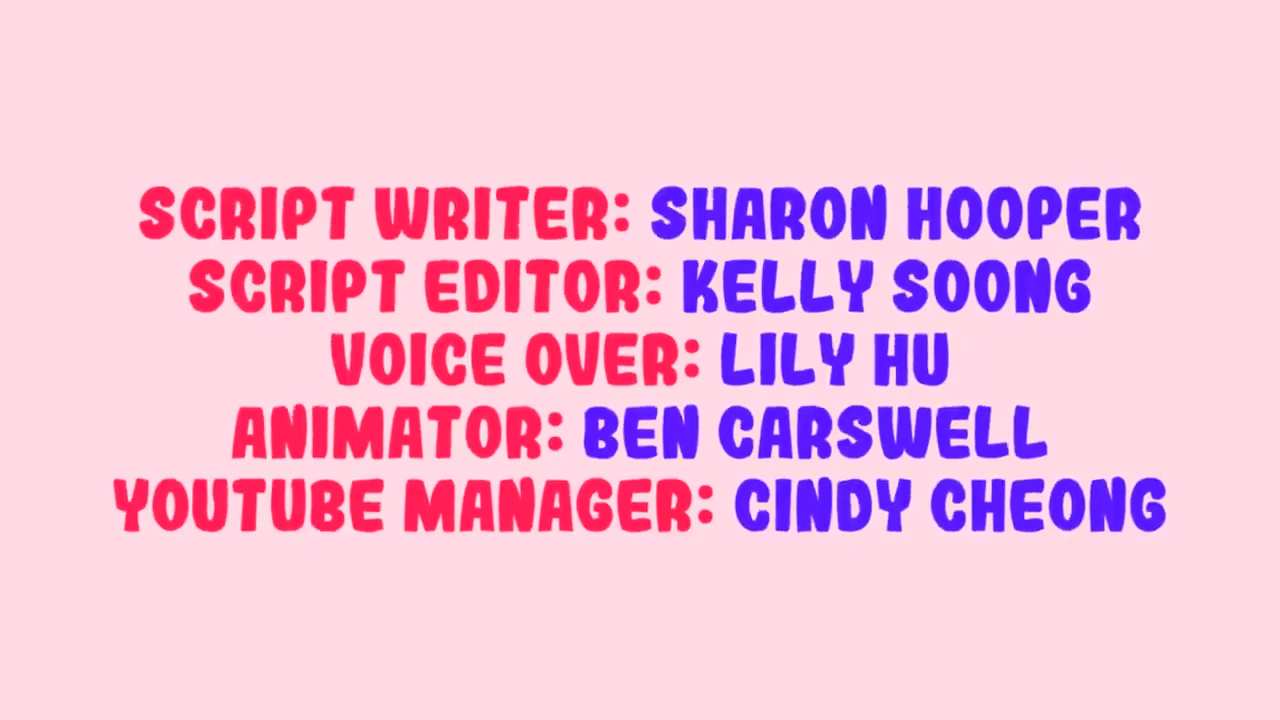 SCRIPT WRITER: SHARON HOOPER
SCRIPT EDITOR: KELLY SOONG
VOICE OVER: LILY HU
ANIMATOR: BEN CARSWELL
YOUTUBE MANAGER: CINDY CHEONG